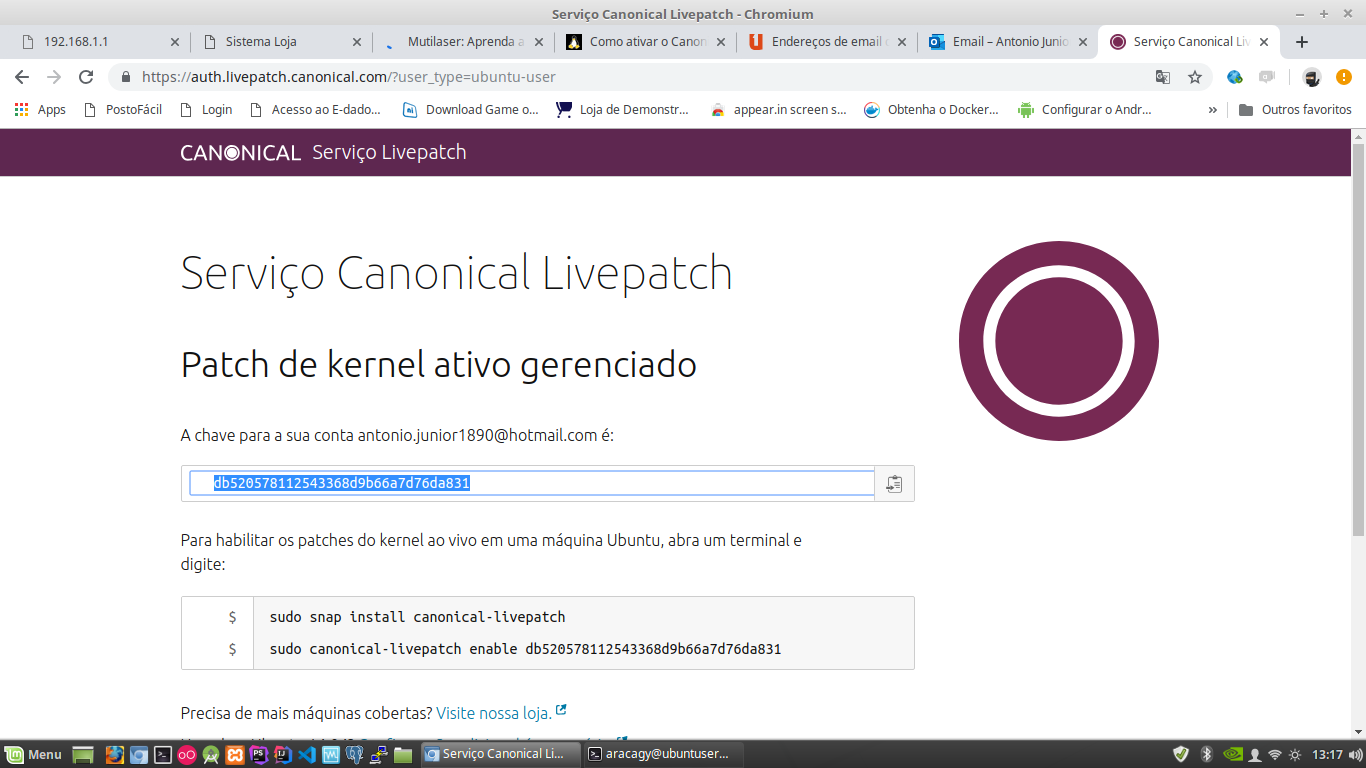 Serviço Canonical Livepatch - Chromium
192.168.1.1
Sistema Loja
Mutilaser: Aprenda a
Como ativar o Canon
Endereços de email
Email – Antonio Junio
Serviço Canonical Liv
https://auth.livepatch.canonical.com/?user_type=ubuntu-user
Apps
PostoFácil
Login
Acesso ao E-dado...
Download Game o...
Loja de Demonstr...
appear.in screen s...
Obtenha o Docker...
Configurar o Andr...
»
Outros favoritos
CANONICAL Serviço Livepatch
Serviço Canonical Livepatch
Patch de kernel ativo gerenciado
A chave para a sua conta antonio.junior1890@hotmail.com é:
db520578112543368d9b66a7d76da831
Para habilitar os patches do kernel ao vivo em uma máquina Ubuntu, abra um terminal e
digite:
$ sudo snap install canonical-livepatch
$ sudo canonical-livepatch enable db520578112543368d9b66a7d76da831
Precisa de mais máquinas cobertas? Visite nossa loja.
Menu
Serviço Canonical Li...
aracagy@ubuntuser...
13:17